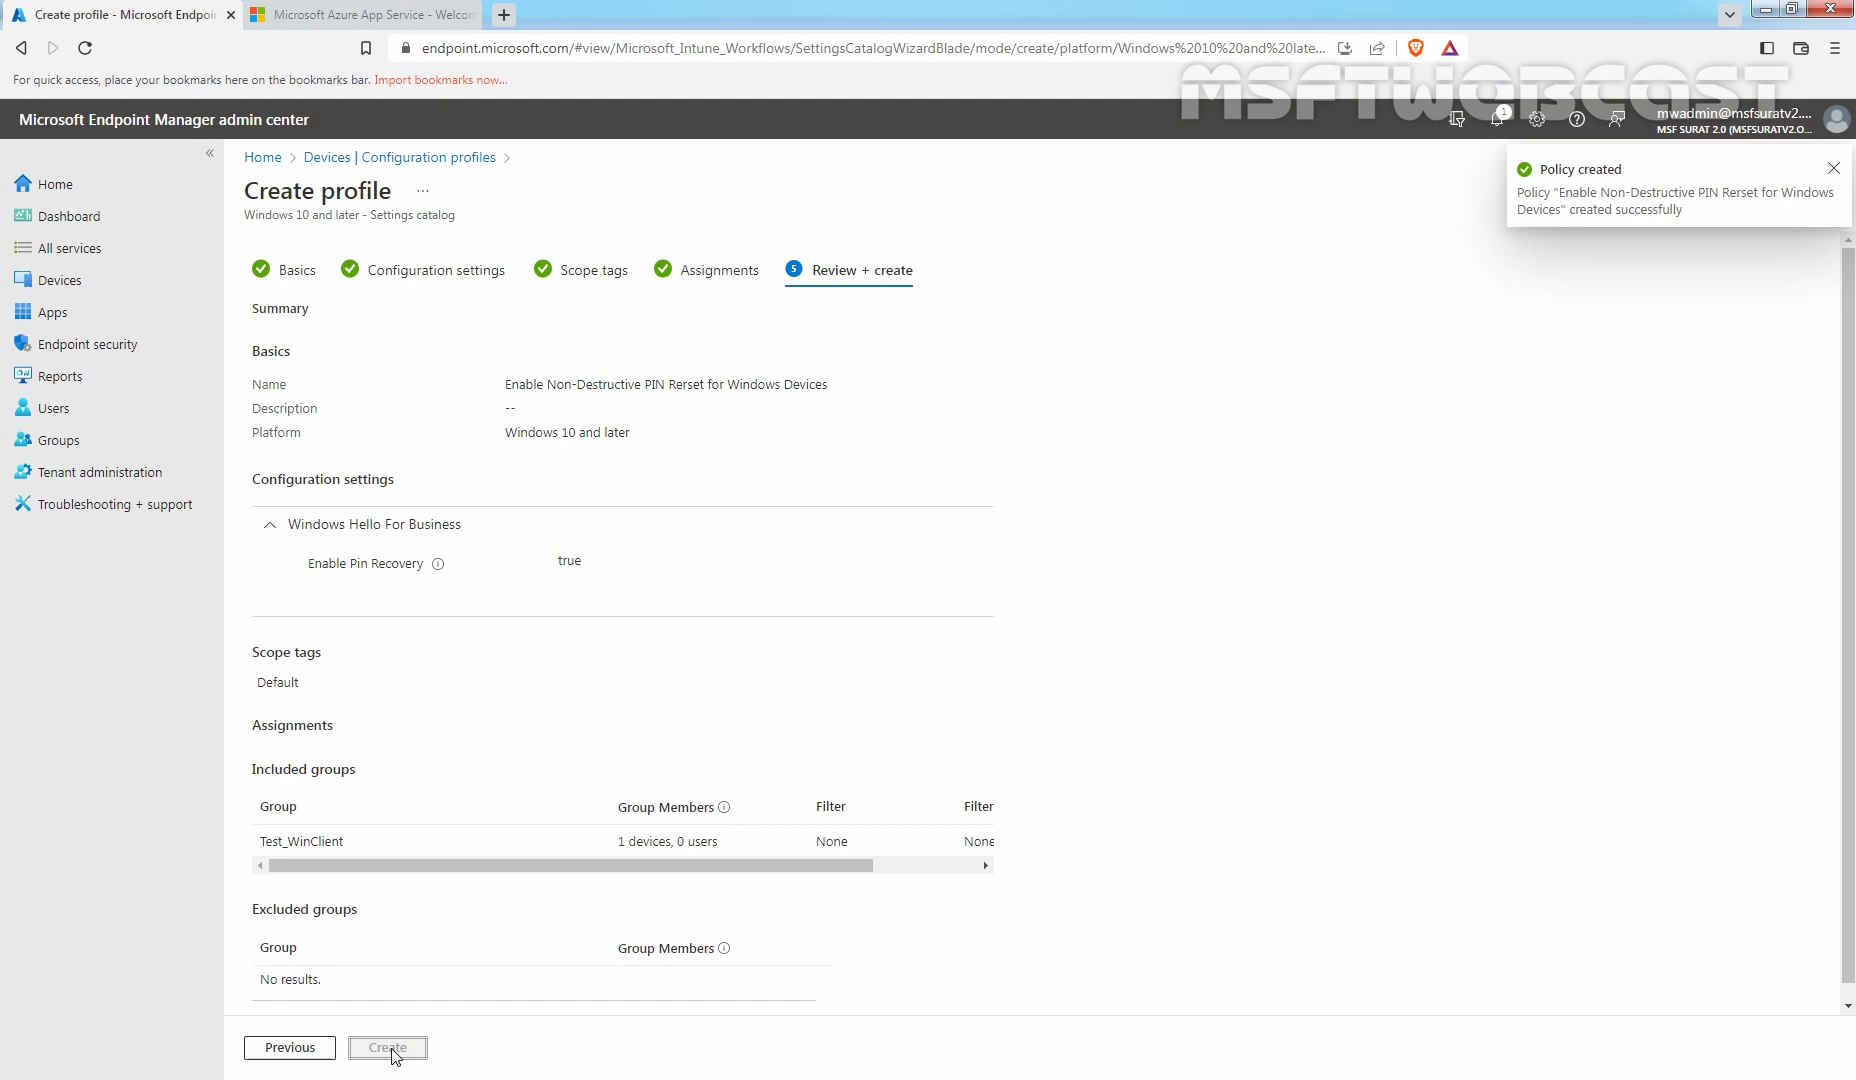 Create profile - Microsoft Endpoin
Microsoft Azure App Service - Welcom
endpoint.microsoft.com/#view/Microsoft_Intune_Workflows/SettingsCatalogWizardBlade/mode/create/platform/Windows%2010%20and%20late...
For quick access, place your bookmarks here on the bookmarks bar. Import bookmarks now...
MSFTWEBCAST
Microsoft Endpoint Manager admin center
1
mwadmin@msfsuratv2....
MSF SURAT 2.0 (MSFSURATV2.O...
«
Home
Dashboard
All services
Devices
Apps
Endpoint security
Reports
Users
Groups
Tenant administration
Troubleshooting + support
Home > Devices | Configuration profiles >
Create profile ...
Windows 10 and later - Settings catalog
Policy created
Policy "Enable Non-Destructive PIN Rerset for Windows
Devices" created successfully
Basics Configuration settings Scope tags Assignments 5 Review + create
Summary
Basics
Name Enable Non-Destructive PIN Rerset for Windows Devices
Description --
Platform Windows 10 and later
Configuration settings
Windows Hello For Business
Enable Pin Recovery true
Scope tags
Default
Assignments
Included groups
Group Group Members Filter Filter
Test_WinClient 1 devices, 0 users None None
Excluded groups
Group Group Members
No results.
Previous Create